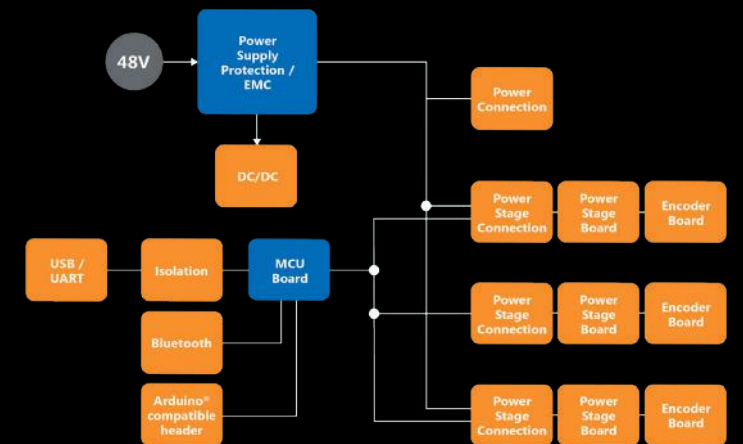 48V
Power
Supply
Protection /
EMC
Power
Connection
DC/DC
Power
Stage
Connection
Power
Stage
Board
Encoder
Board
USB /
UART
Isolation
MCU
Board
Bluetooth
Power
Stage
Connection
Power
Stage
Board
Encoder
Board
Arduino®
compatible
header
Power
Stage
Connection
Power
Stage
Board
Encoder
Board